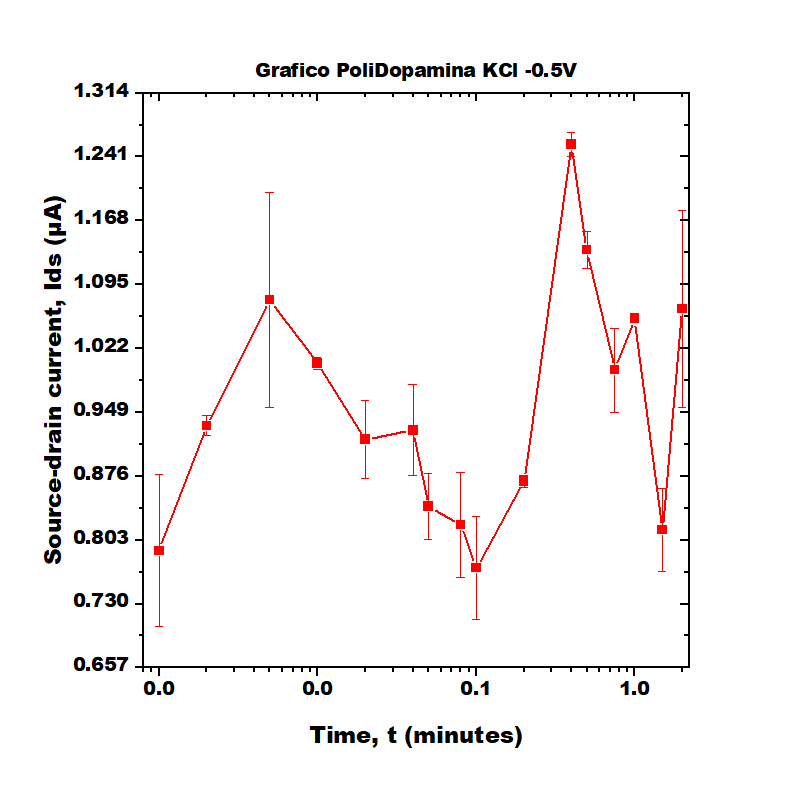 Grafico PoliDopamina KCl -0.5V
1.314
1.241
1.168
1.095
1.022
0.949
0.876
0.803
0.730
0.657
Source-drain current, Ids (μA)
0.0 0.0 0.1 1.0
Time, t (minutes)